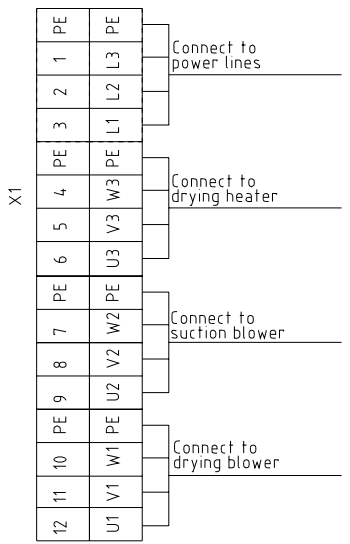 X1
PE PE
1 L3
2 L2
3 L1
Connect to
power lines
PE PE
4 W3
5 V3
6 U3
Connect to
drying heater
PE PE
7 W2
8 V2
9 U2
Connect to
suction blower
PE PE
10 W1
11 V1
12 U1
Connect to
drying blower